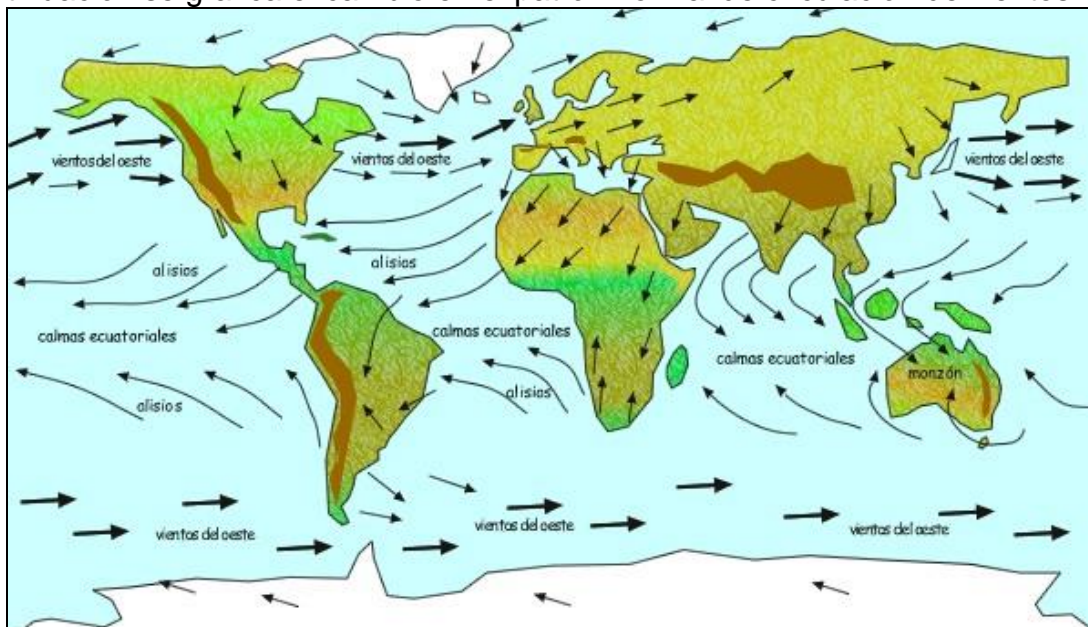 vientos del oeste
vientos del oeste
vientos del oeste
alisios
alisios
calmas ecuatoriales
calmas ecuatoriales
calmas ecuatoriales
monzón
alisios
alisios
vientos del oeste
vientos del oeste
vientos del oeste